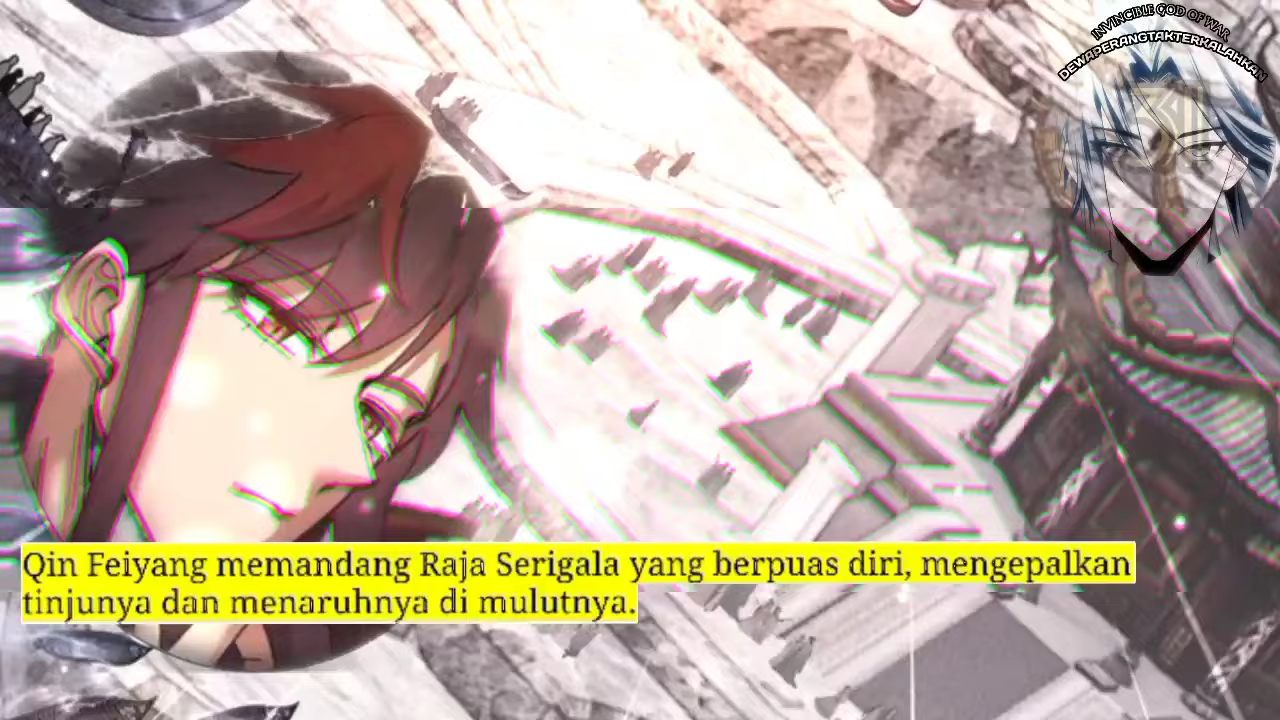 INVINCIBLE GOD OF WAR
DEWAPERANGTAKTERKALAHKAN
31
Qin Feiyang memandang Raja Serigala yang berpuas diri, mengepalkan
tinjunya dan menaruhnya di mulutnya.